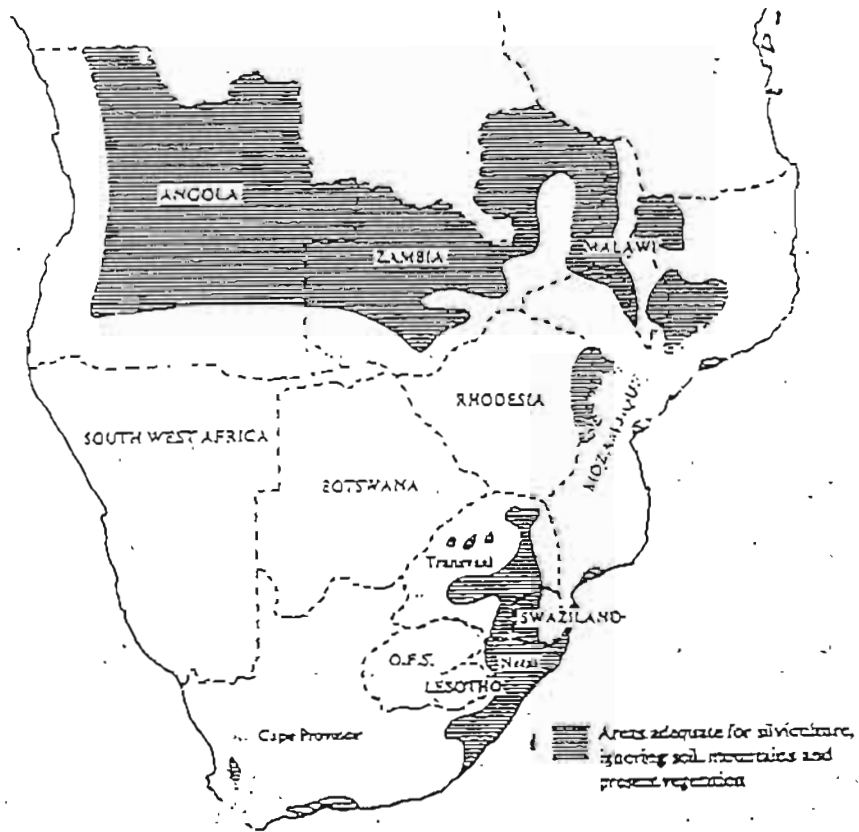 ANGOLA
ZAMBIA
MALAWI
RHODESIA
MOZAMBIQUE
SOUTH WEST AFRICA
BOTSWANA
Transvaal
SWAZILAND
O.F.S.
Natal
LESOTHO
Cape Province
Areas adequate for silviculture,
ignoring soil, mountains and
present vegetation